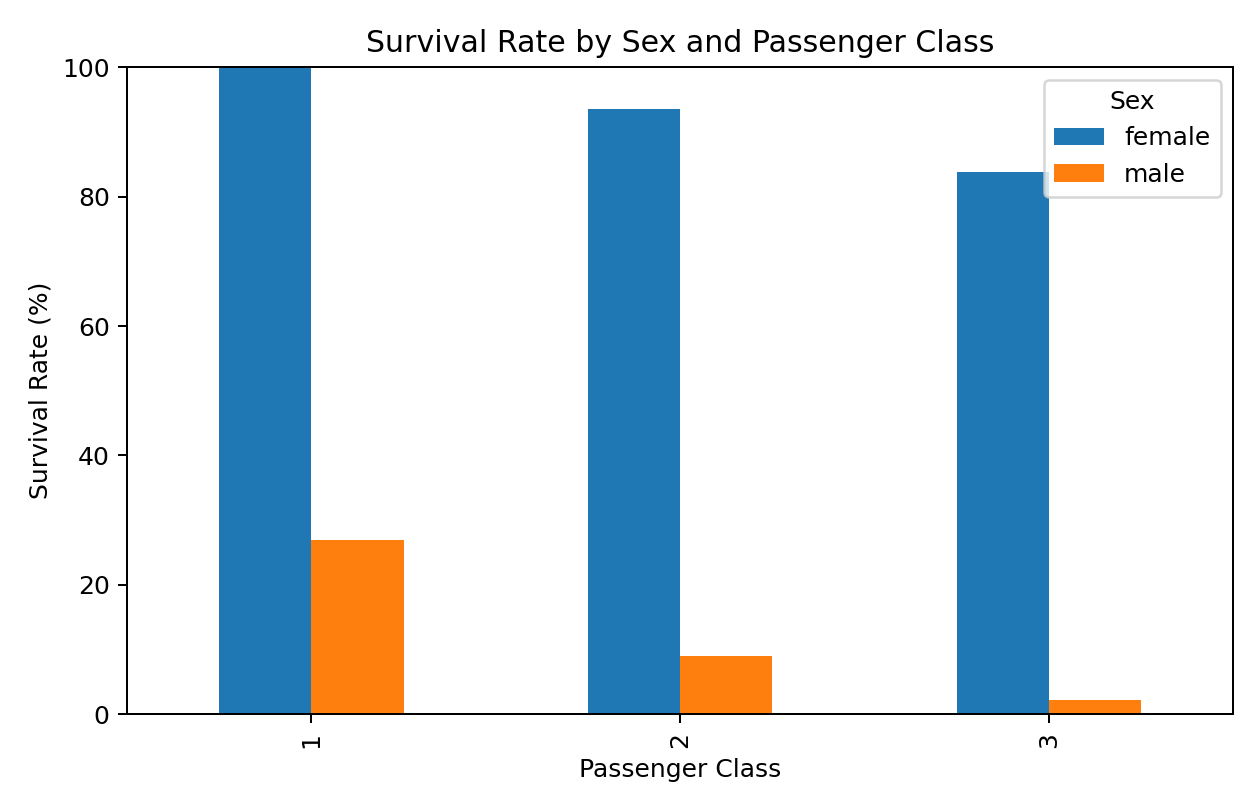 Survival Rate by Sex and Passenger Class
Survival Rate (%)
100
80
60
40
20
0
Sex
female
male
1
2
3
Passenger Class